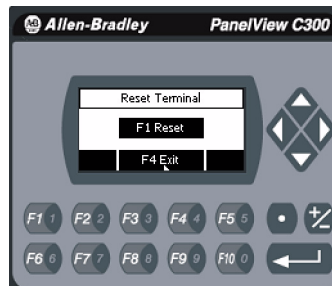 AB Allen-Bradley PanelView C300
Reset Terminal
F1 Reset
F4 Exit
F1 1 F2 2 F3 3 F4 4 F5 5 • +/-
F6 6 F7 7 F8 8 F9 9 F10 0